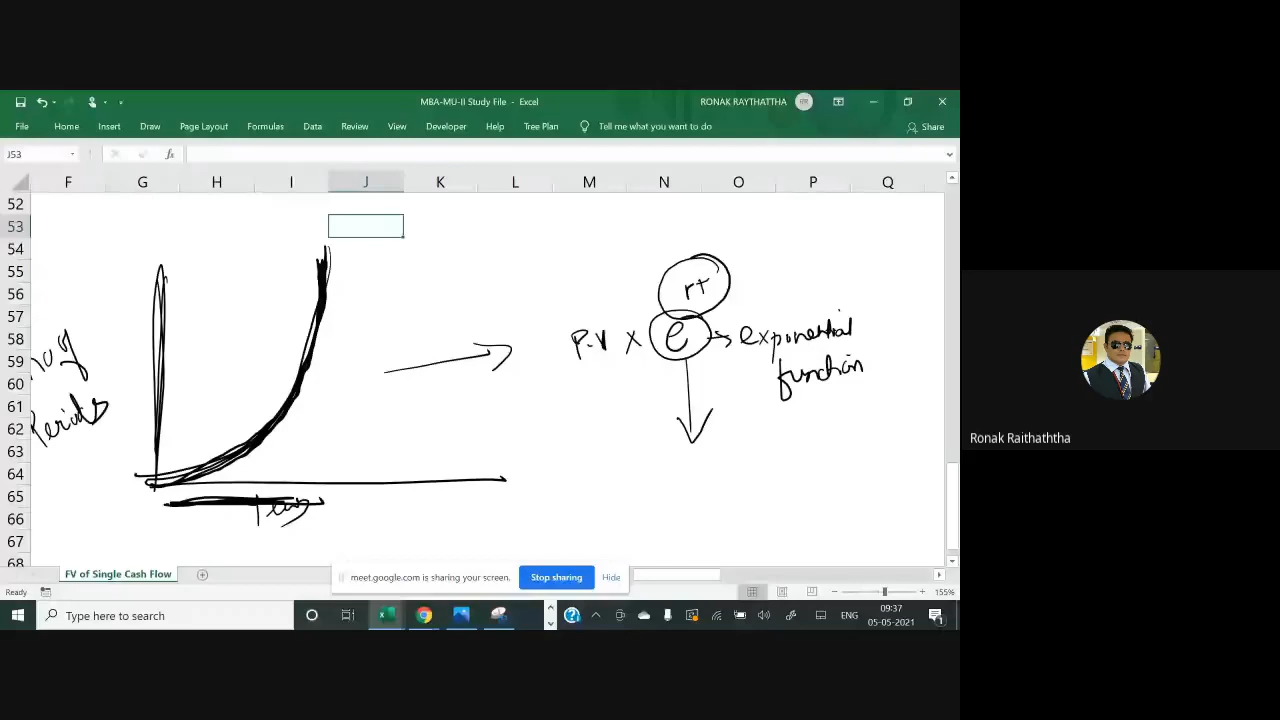 MBA-MU-II Study File - Excel
RONAK RAYTHATTHA
File Home Insert Draw Page Layout Formulas Data Review View Developer Help Tree Plan Tell me what you want to do Share
J53 fx
F G H I J K L M N O P Q
52
53
54
55
56
57
58
59
60
61
62
63
64
65
66
67
68
no of
Periods
rt
P.V x e → exponential
function
FV of Single Cash Flow
meet.google.com is sharing your screen. Stop sharing Hide
Ready 155%
Type here to search
ENG
09:37
05-05-2021
Ronak Raithaththa